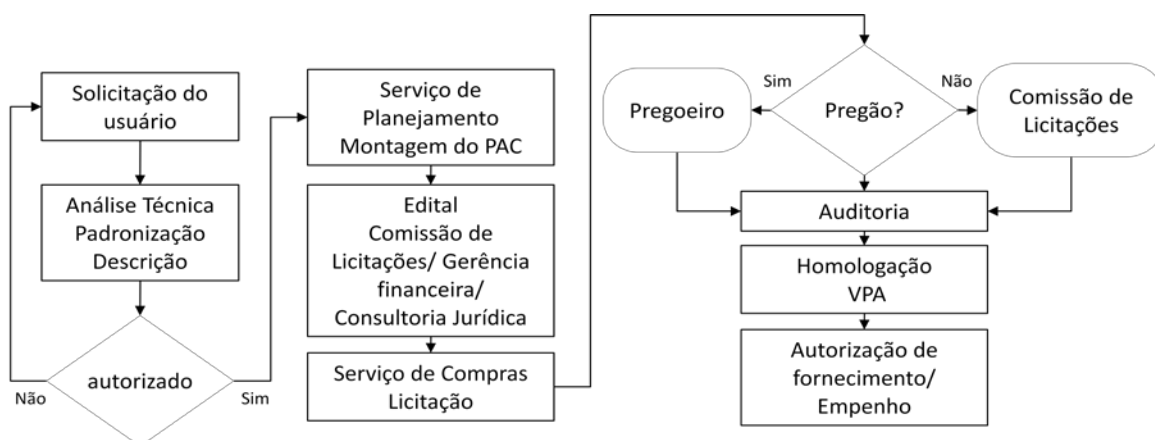 Solicitação do
usuário
Análise Técnica
Padronização
Descrição
autorizado
Não
Sim
Serviço de
Planejamento
Montagem do PAC
Edital
Comissão de
Licitações/ Gerência
financeira/
Consultoria Jurídica
Serviço de Compras
Licitação
Pregão?
Sim
Não
Pregoeiro
Comissão de
Licitações
Auditoria
Homologação
VPA
Autorização de
fornecimento/
Empenho